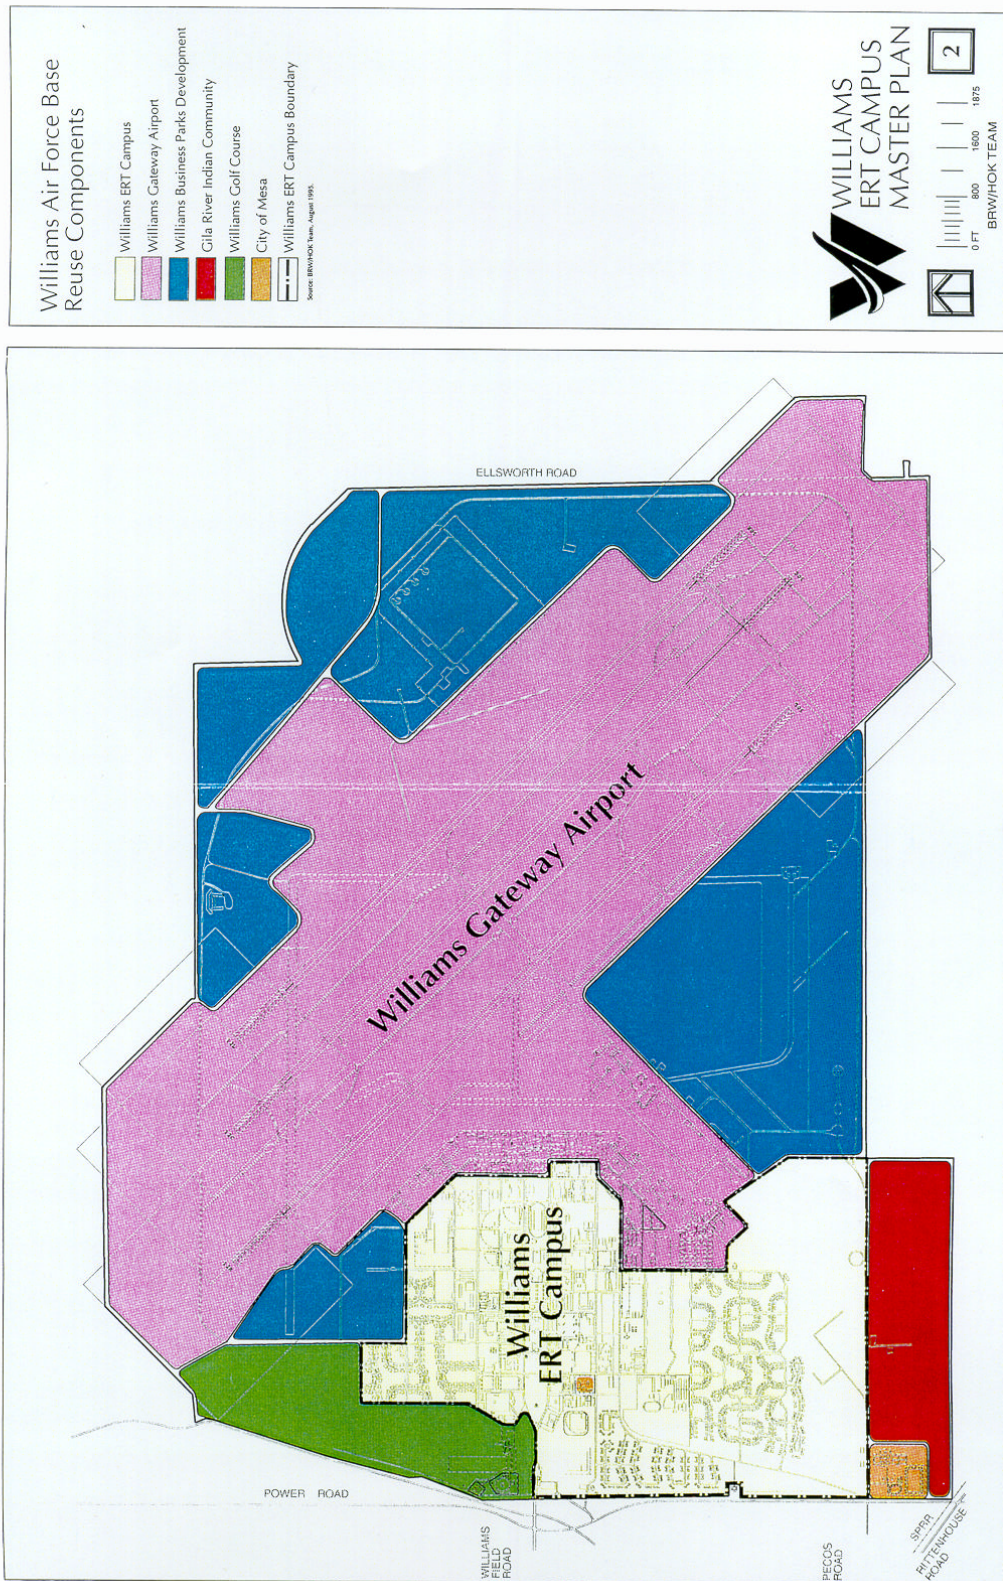 Williams Air Force Base
Reuse Components
Williams ERT Campus
Williams Gateway Airport
Williams Business Parks Development
Gila River Indian Community
Williams Golf Course
City of Mesa
Williams ERT Campus Boundary
Source: BRW/HOK Team, August 1995.
WILLIAMS
ERT CAMPUS
MASTER PLAN
2
0 FT 800 1600 1875
BRW/HOK TEAM
ELLSWORTH ROAD
Williams Gateway Airport
Williams
ERT Campus
POWER ROAD
WILLIAMS
FIELD
ROAD
PECOS
ROAD
SPRR
RITTENHOUSE
ROAD